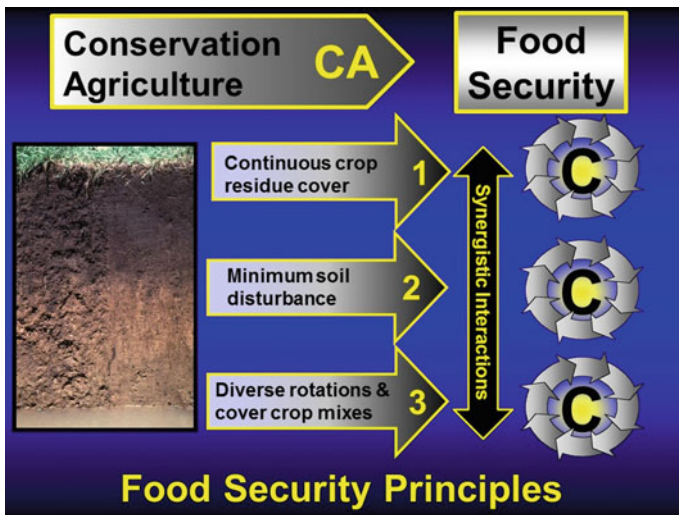 Conservation
Agriculture
CA
Food
Security
Continuous crop
residue cover
1
Minimum soil
disturbance
2
Diverse rotations &
cover crop mixes
3
Synergistic Interactions
C
C
C
Food Security Principles